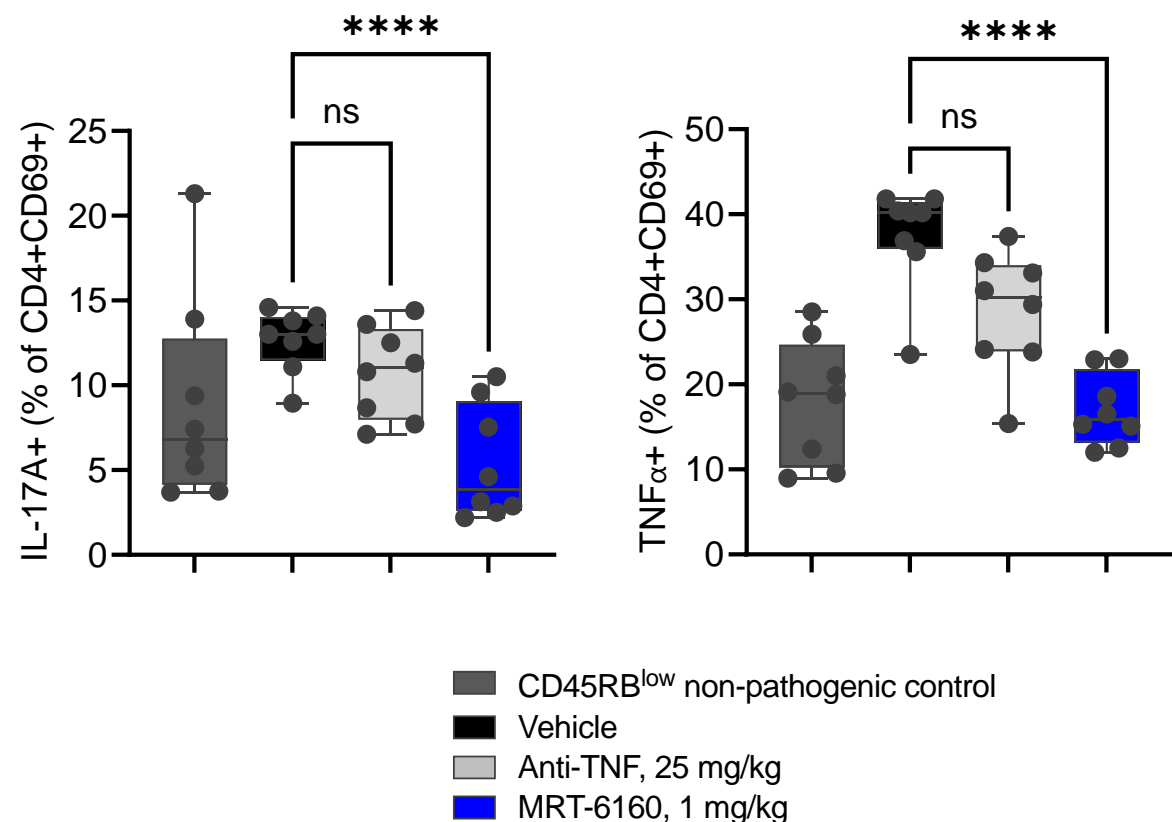 ****
ns
IL-17A+ (% of CD4+CD69+)
25
20
15
10
5
0
****
ns
TNFα+ (% of CD4+CD69+)
50
40
30
20
10
0
CD45RBlow non-pathogenic control
Vehicle
Anti-TNF, 25 mg/kg
MRT-6160, 1 mg/kg